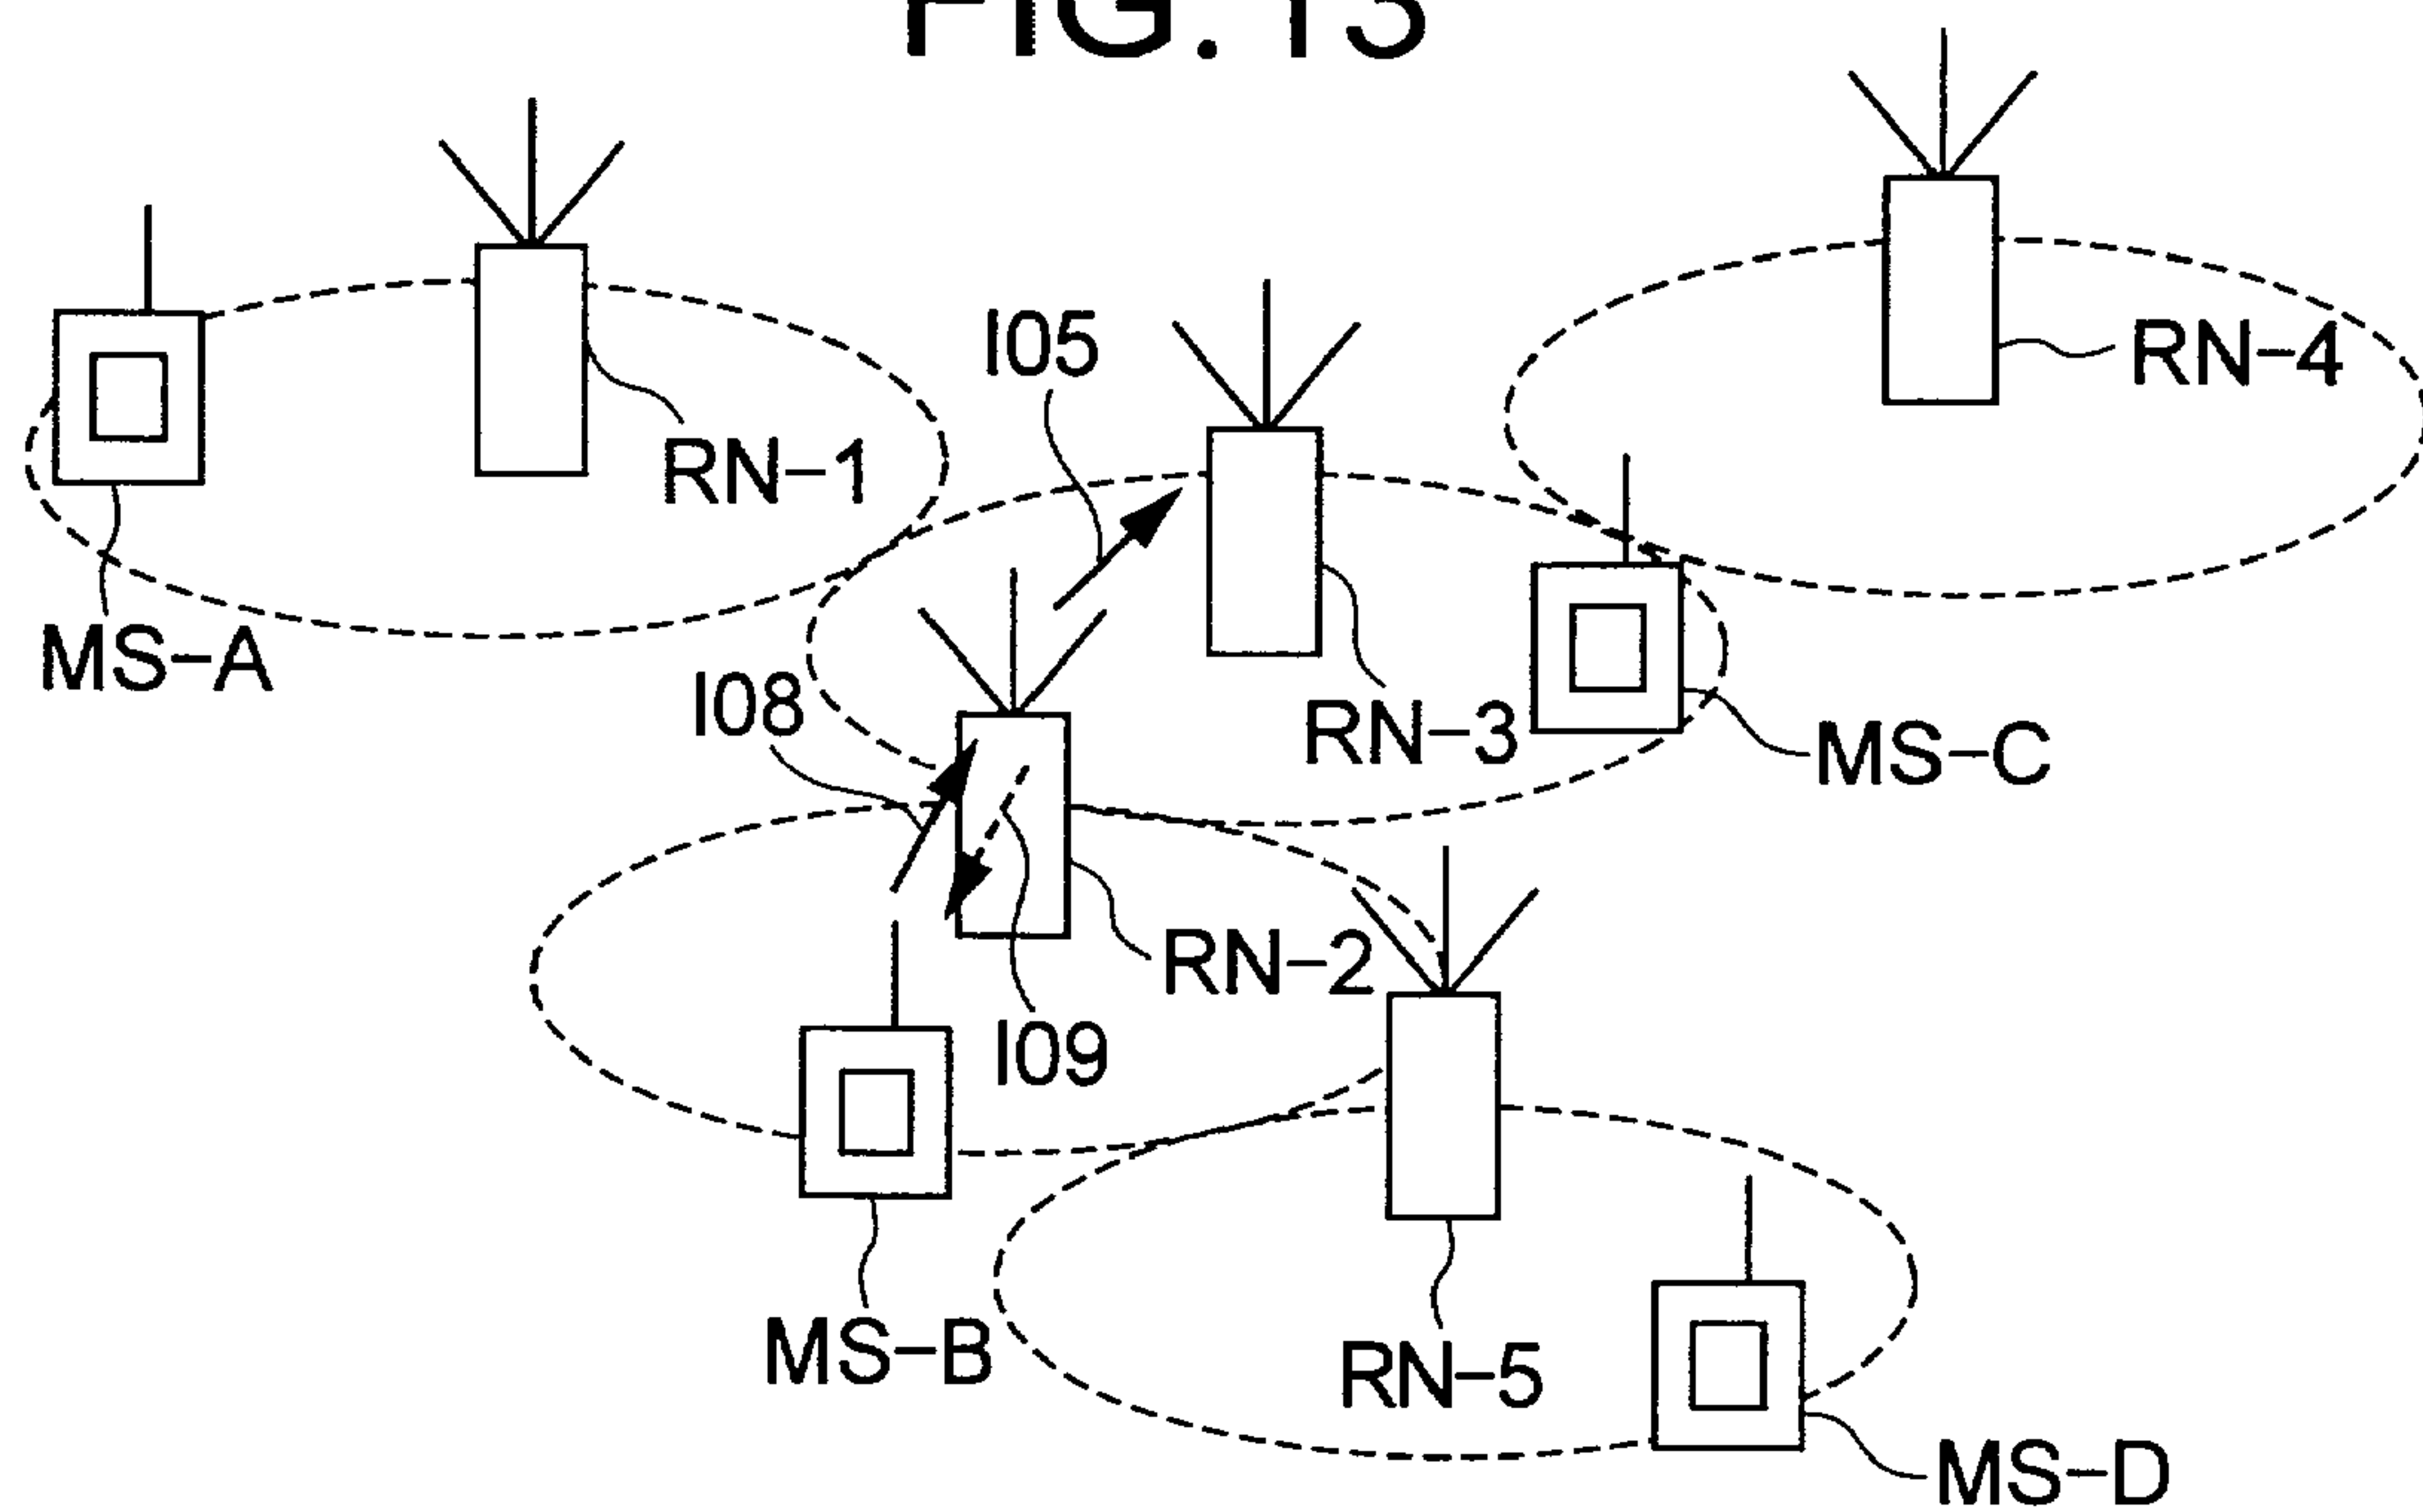 FIG.13
RN-4
I05
RN-1
MS-A
I08
RN-3
MS-C
RN-2
I09
MS-B
RN-5
MS-D